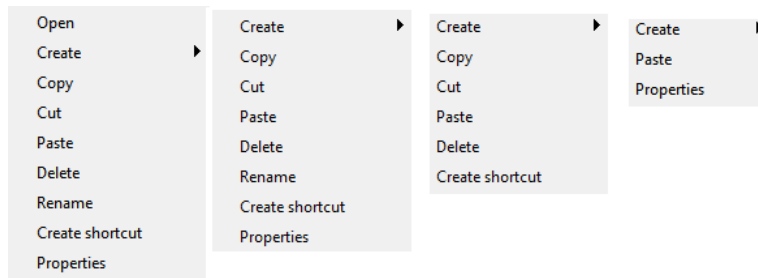 Open
Create
Copy
Cut
Paste
Delete
Rename
Create shortcut
Properties
Create
Copy
Cut
Paste
Delete
Rename
Create shortcut
Properties
Create
Copy
Cut
Paste
Delete
Create shortcut
Create
Paste
Properties